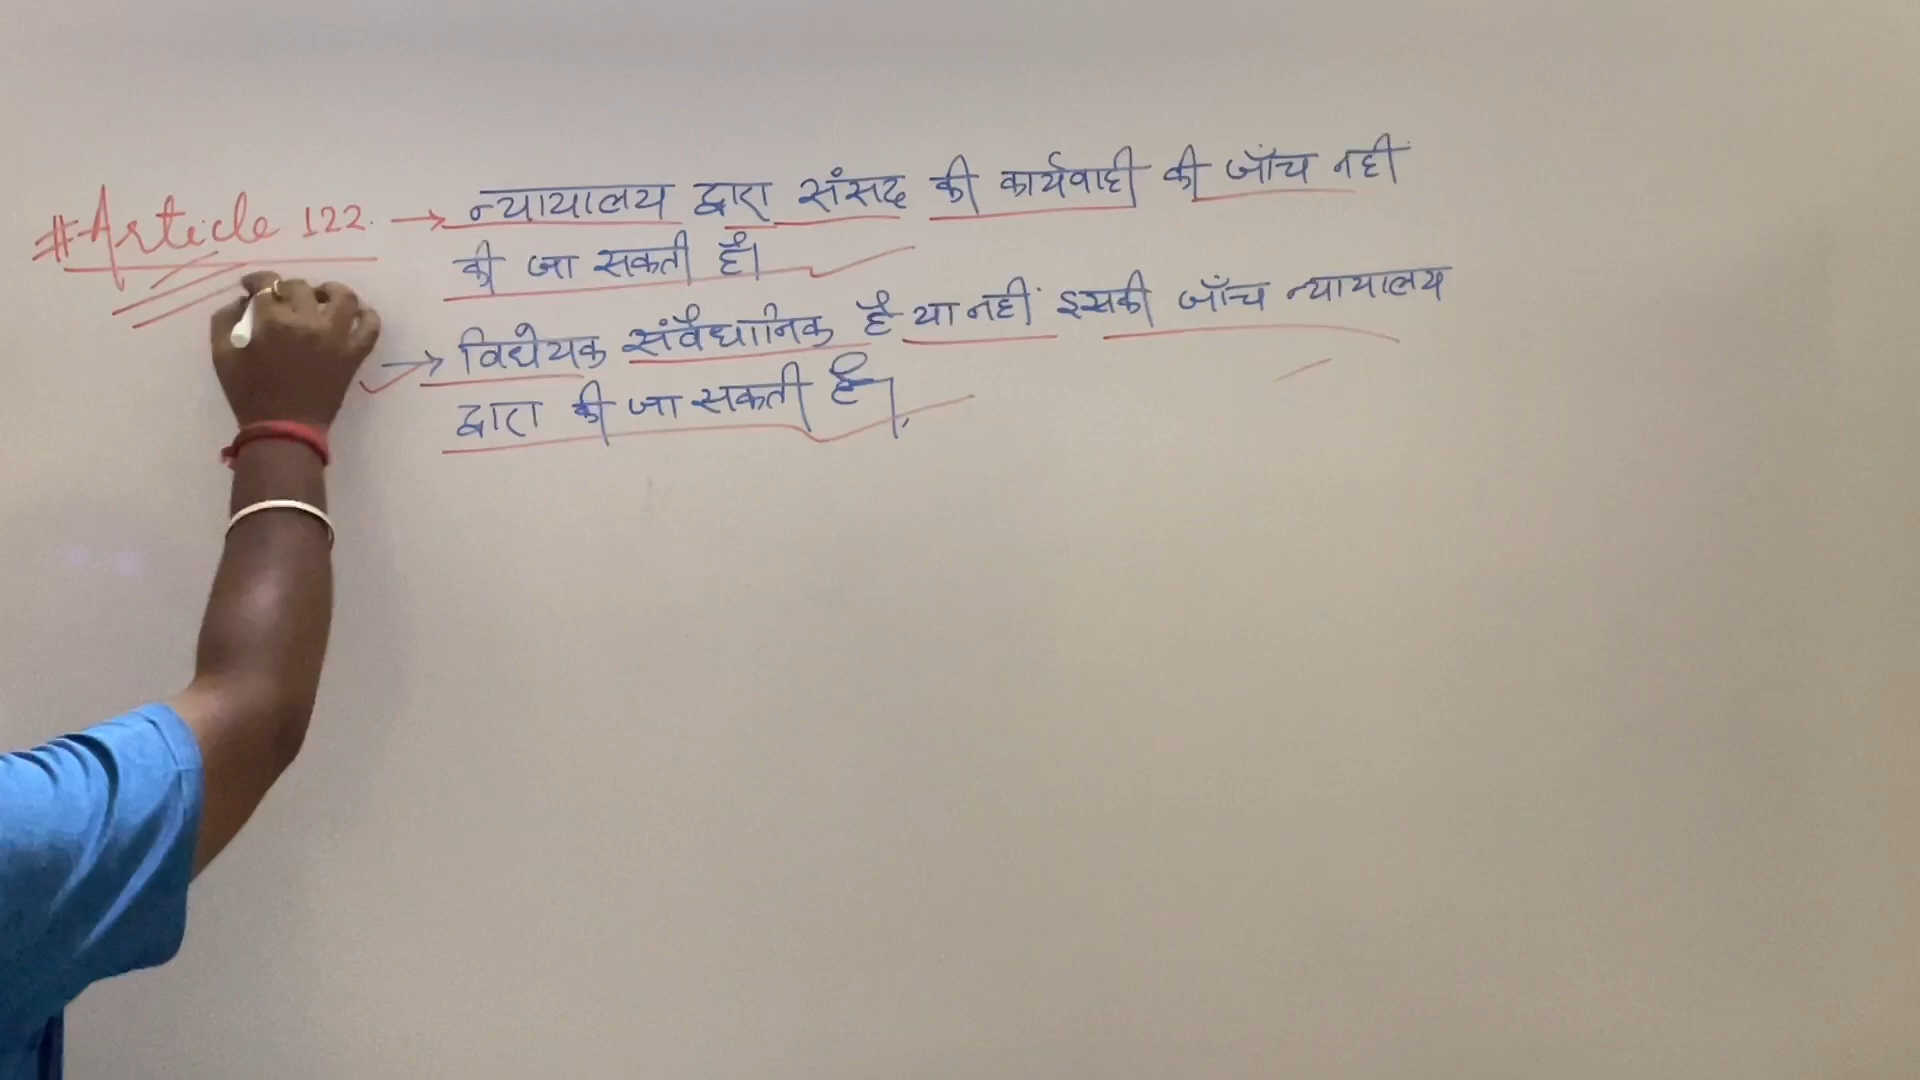 #Article 122. → न्यायालय द्वारा संसद की कार्यवाही की जाँच नहीं
की जा सकती है।
→ विधेयक संवैधानिक है या नहीं इसकी जाँच न्यायालय
द्वारा की जा सकती है।